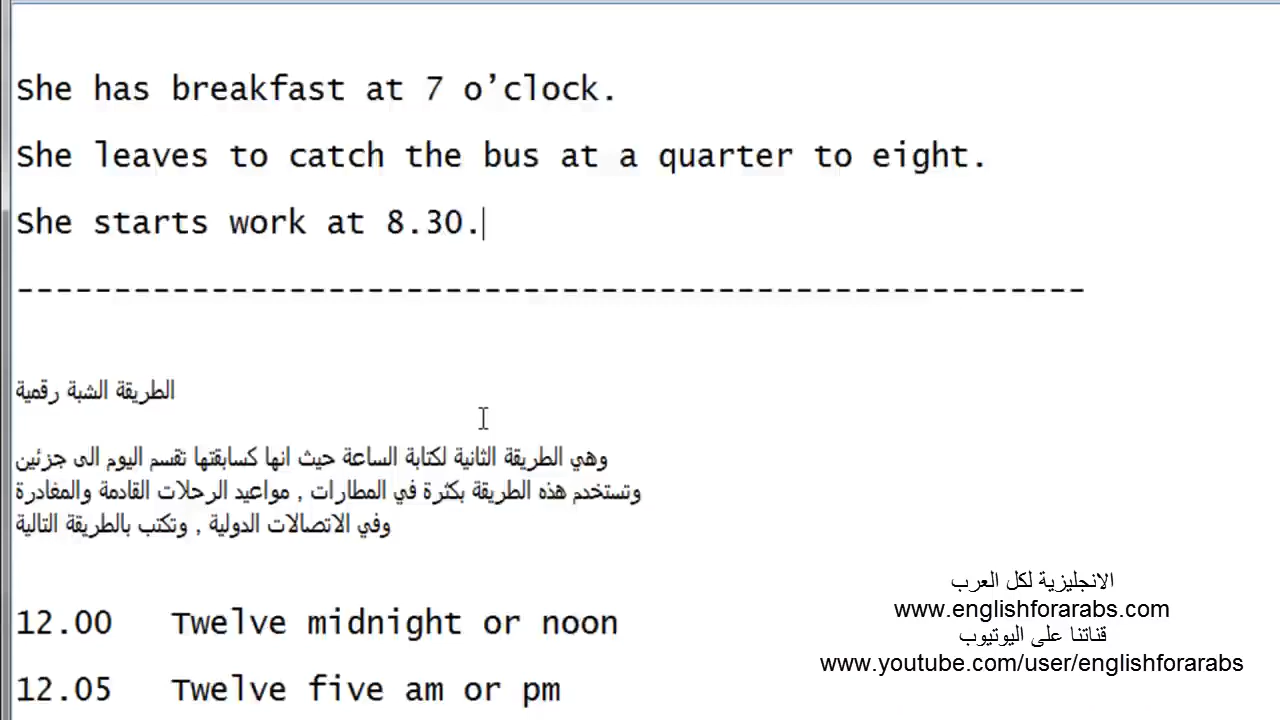 She has breakfast at 7 o’clock.
She leaves to catch the bus at a quarter to eight.
She starts work at 8.30.
--------------------------------------------------------
الطريقة الشبة رقمية
وهي الطريقة الثانية لكتابة الساعة حيث انها كسابقتها تقسم اليوم الى جزئين
وتستخدم هذه الطريقة بكثرة في المطارات , مواعيد الرحلات القادمة والمغادرة
وفي الاتصالات الدولية , وتكتب بالطريقة التالية
12.00 Twelve midnight or noon
12.05 Twelve five am or pm
الانجليزية لكل العرب
www.englishforarabs.com
قناتنا على اليوتيوب
www.youtube.com/user/englishforarabs